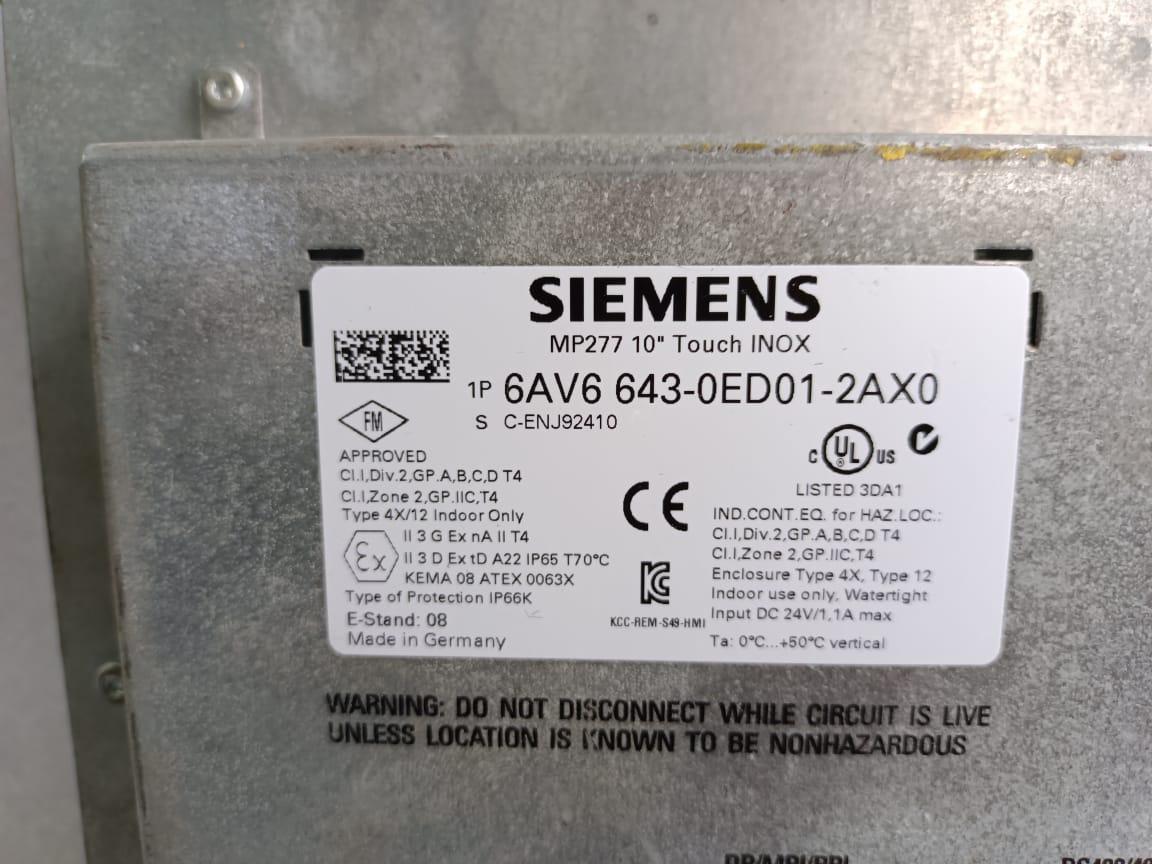 SIEMENS
MP277 10" Touch INOX
1P 6AV6 643-0ED01-2AX0
S C-ENJ92410
FM
APPROVED
Cl.I,Div.2,GP.A,B,C,D T4
Cl.I,Zone 2,GP.IIC,T4
Type 4X/12 Indoor Only
Ex
II 3 G Ex nA II T4
II 3 D Ex tD A22 IP65 T70°C
KEMA 08 ATEX 0063X
Type of Protection IP66K
E-Stand: 08
Made in Germany
CE
KCC-REM-S49-HMI
C UL US
LISTED 3DA1
IND.CONT.EQ. for HAZ.LOC.:
Cl.I,Div.2,GP.A,B,C,D T4
Cl.I,Zone 2,GP.IIC,T4
Enclosure Type 4X, Type 12
Indoor use only, Watertight
Input DC 24V/1,1A max
Ta: 0°C...+50°C vertical
WARNING: DO NOT DISCONNECT WHILE CIRCUIT IS LIVE
UNLESS LOCATION IS KNOWN TO BE NONHAZARDOUS